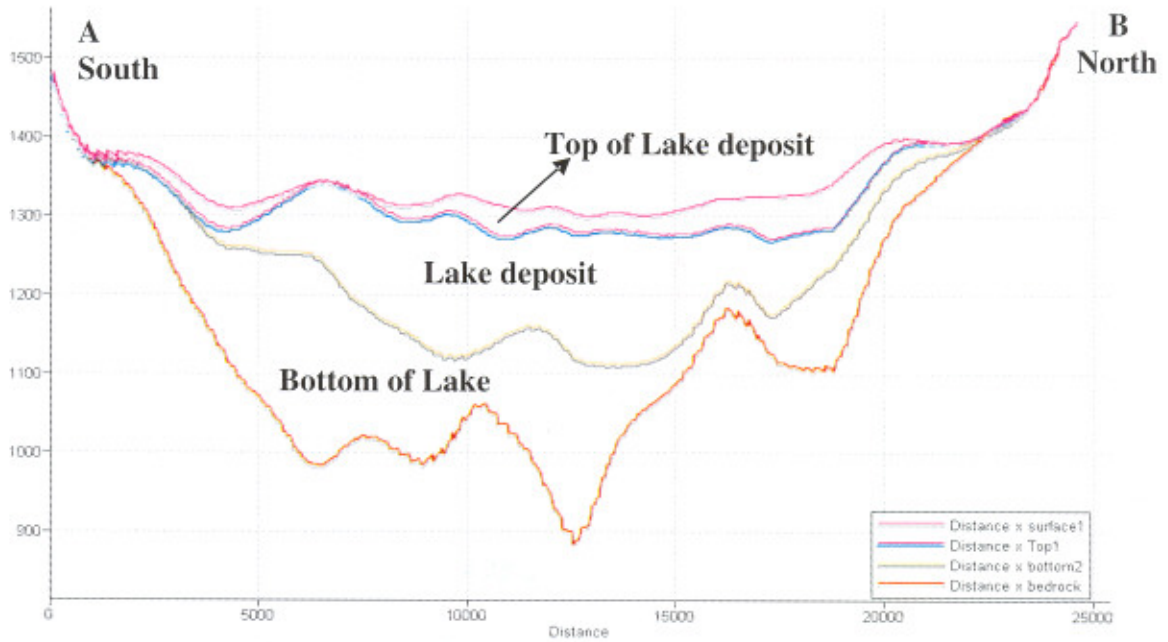 A
South
B
North
1500
1400
1300
1200
1100
1000
900
Top of Lake deposit
Lake deposit
Bottom of Lake
Distance x surface1
Distance x Top1
Distance x bottom2
Distance x bedrock
0
5000
10000
15000
20000
25000
Distance